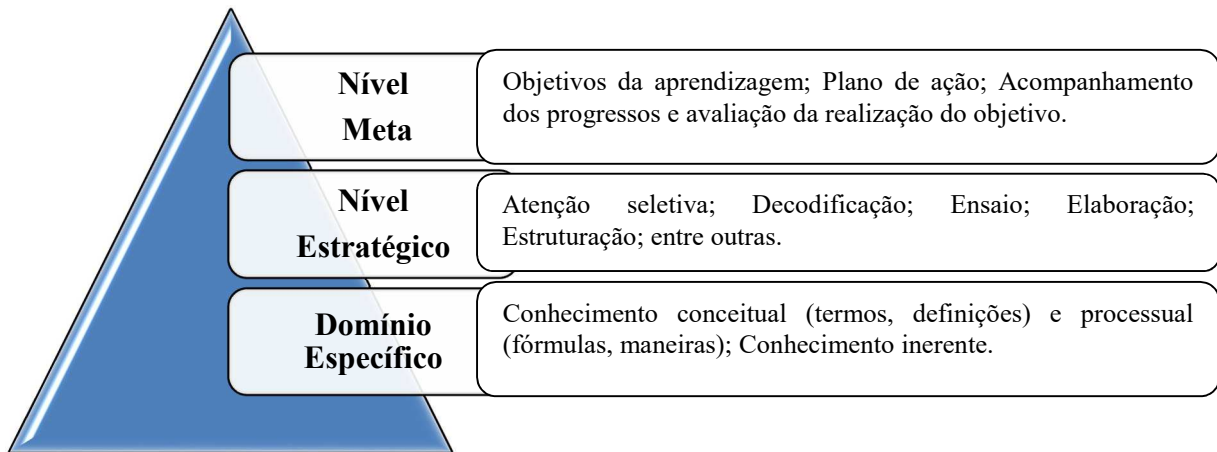 Nível
Meta
Objetivos da aprendizagem; Plano de ação; Acompanhamento
dos progressos e avaliação da realização do objetivo.
Nível
Estratégico
Atenção seletiva; Decodificação; Ensaio; Elaboração;
Estruturação; entre outras.
Domínio
Específico
Conhecimento conceitual (termos, definições) e processual
(fórmulas, maneiras); Conhecimento inerente.